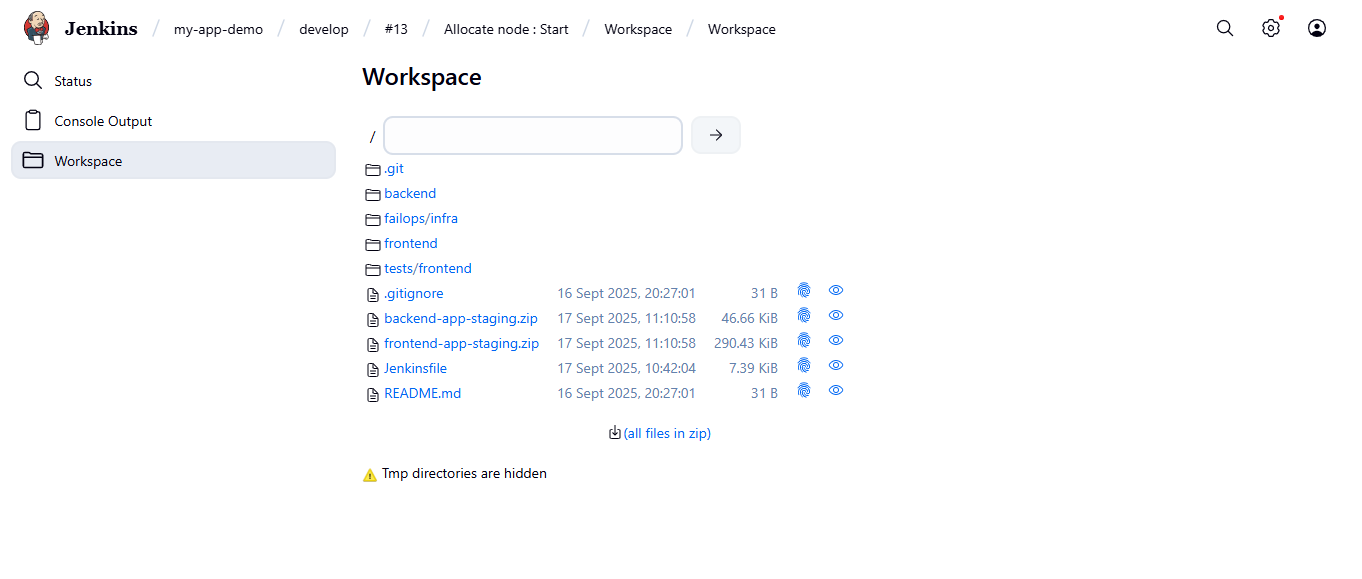 Jenkins / my-app-demo / develop / #13 / Allocate node : Start / Workspace / Workspace
Status
Console Output
Workspace
Workspace
/
.git
backend
failops/infra
frontend
tests/frontend
.gitignore 16 Sept 2025, 20:27:01 31 B
backend-app-staging.zip 17 Sept 2025, 11:10:58 46.66 KiB
frontend-app-staging.zip 17 Sept 2025, 11:10:58 290.43 KiB
Jenkinsfile 17 Sept 2025, 10:42:04 7.39 KiB
README.md 16 Sept 2025, 20:27:01 31 B
(all files in zip)
Tmp directories are hidden